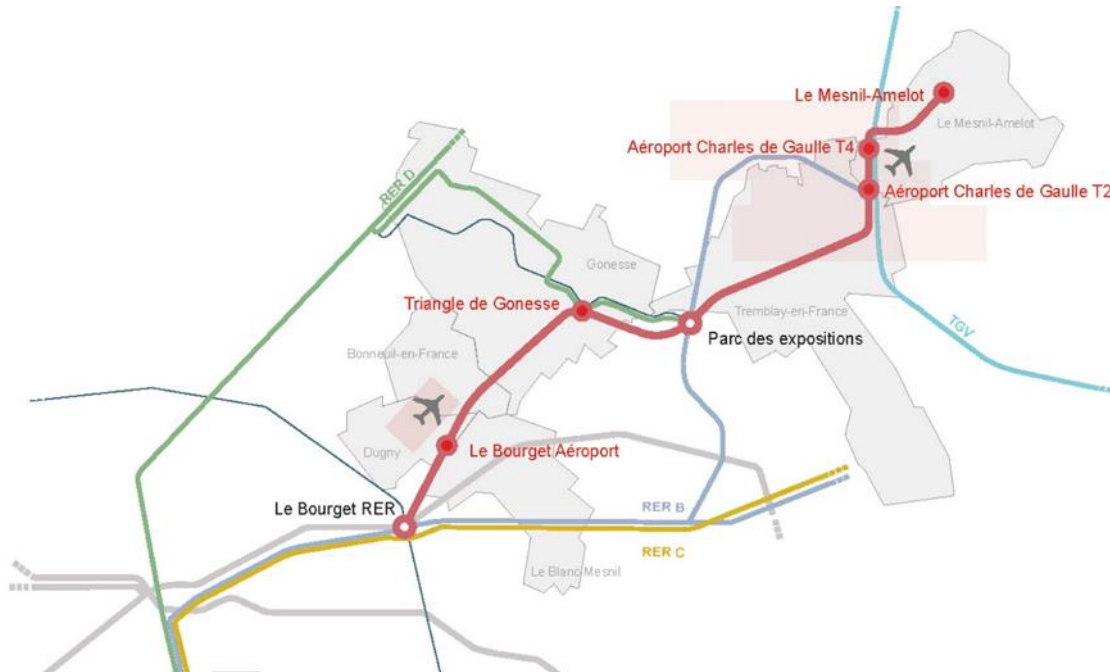 Le Mesnil-Amelot
Le Mesnil-Amelot
Aéroport Charles de Gaulle T4
Aéroport Charles de Gaulle T2
RER D
Gonesse
Triangle de Gonesse
Tremblay-en-France
TGV
Parc des expositions
Bonneuil-en-France
Dugny
Le Bourget Aéroport
Le Bourget RER
RER B
RER C
Le Blanc-Mesnil